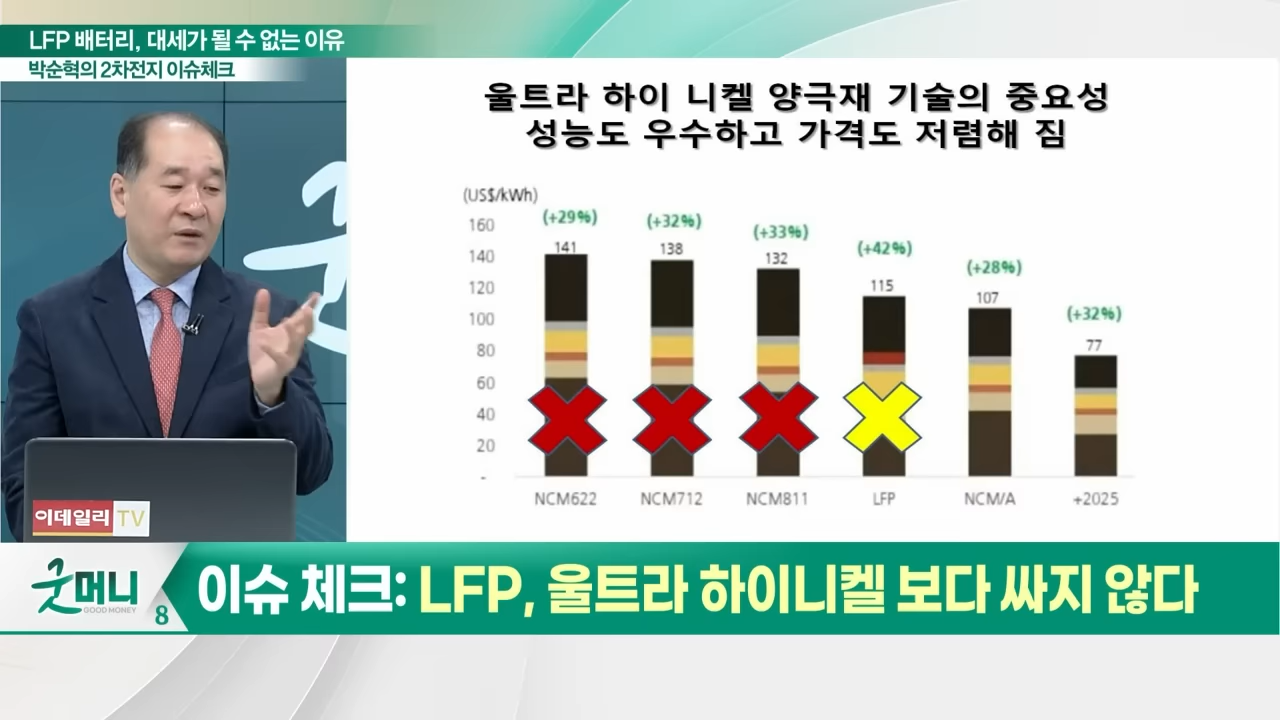 LFP 배터리, 대세가 될 수 없는 이유
박순혁의 2차전지 이슈체크
울트라 하이 니켈 양극재 기술의 중요성
성능도 우수하고 가격도 저렴해 짐
(US$/kWh)
160
140
120
100
80
60
40
20
-
(+29%)
(+32%)
(+33%)
(+42%)
(+28%)
(+32%)
141
138
132
115
107
77
NCM622
NCM712
NCM811
LFP
NCM/A
+2025
이데일리 TV
굿머니
GOOD MONEY
8
이슈 체크: LFP, 울트라 하이니켈 보다 싸지 않다